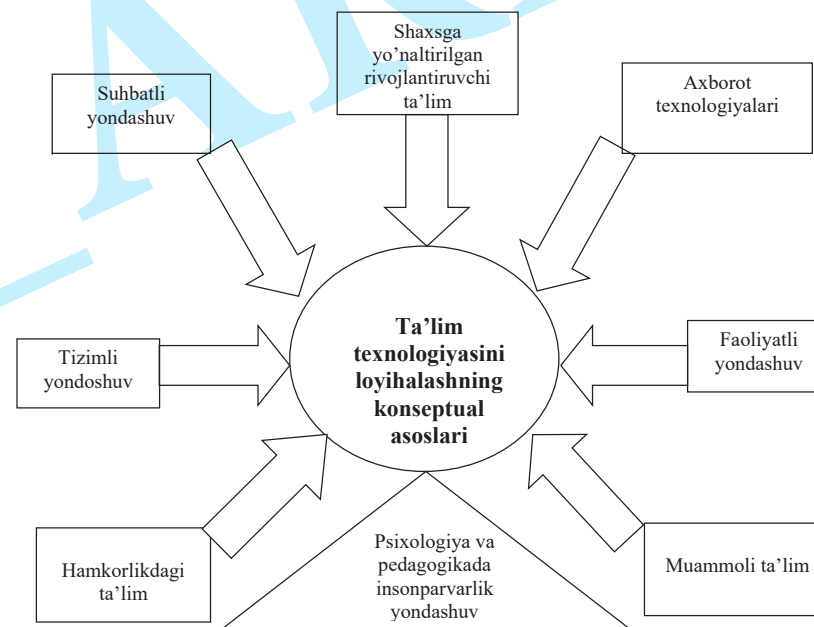 Shaxsga
yo’naltirilgan
rivojlantiruvchi
ta’lim
Suhbatli
yondashuv
Axborot
texnologiyalari
Ta’lim
texnologiyasini
loyihalashning
konseptual
asoslari
Tizimli
yondoshuv
Faoliyatli
yondashuv
Hamkorlikdagi
ta’lim
Psixologiya va
pedagogikada
insonparvarlik
yondashuv
Muammoli ta’lim